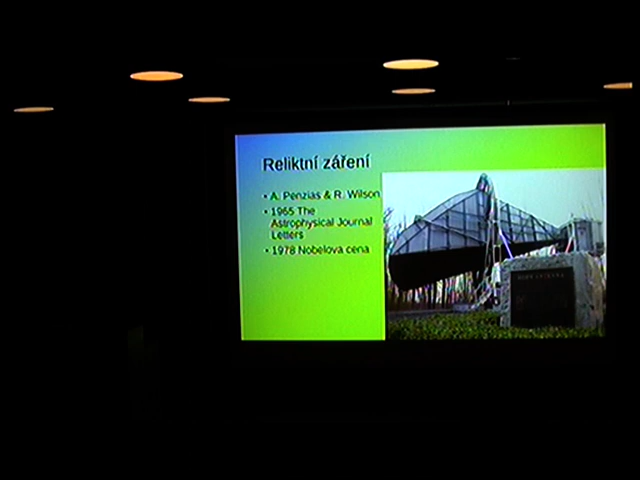 Reliktní záření
• A. Penzias & R. Wilson
• 1965 The
Astrophysical Journal
Letters
• 1978 Nobelova cena